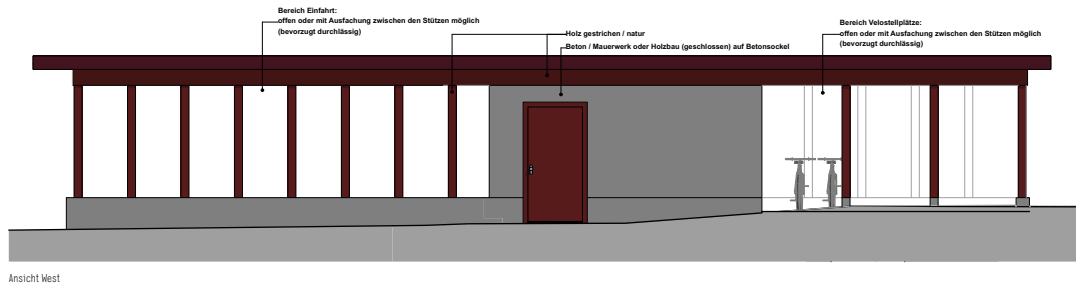 Bereich Einfahrt:
offen oder mit Ausfachung zwischen den Stützen möglich
(bevorzugt durchlässig)
Holz gestrichen / natur
Beton / Mauerwerk oder Holzbau (geschlossen) auf Betonsockel
Bereich Velostellplätze:
offen oder mit Ausfachung zwischen den Stützen möglich
(bevorzugt durchlässig)
Ansicht West